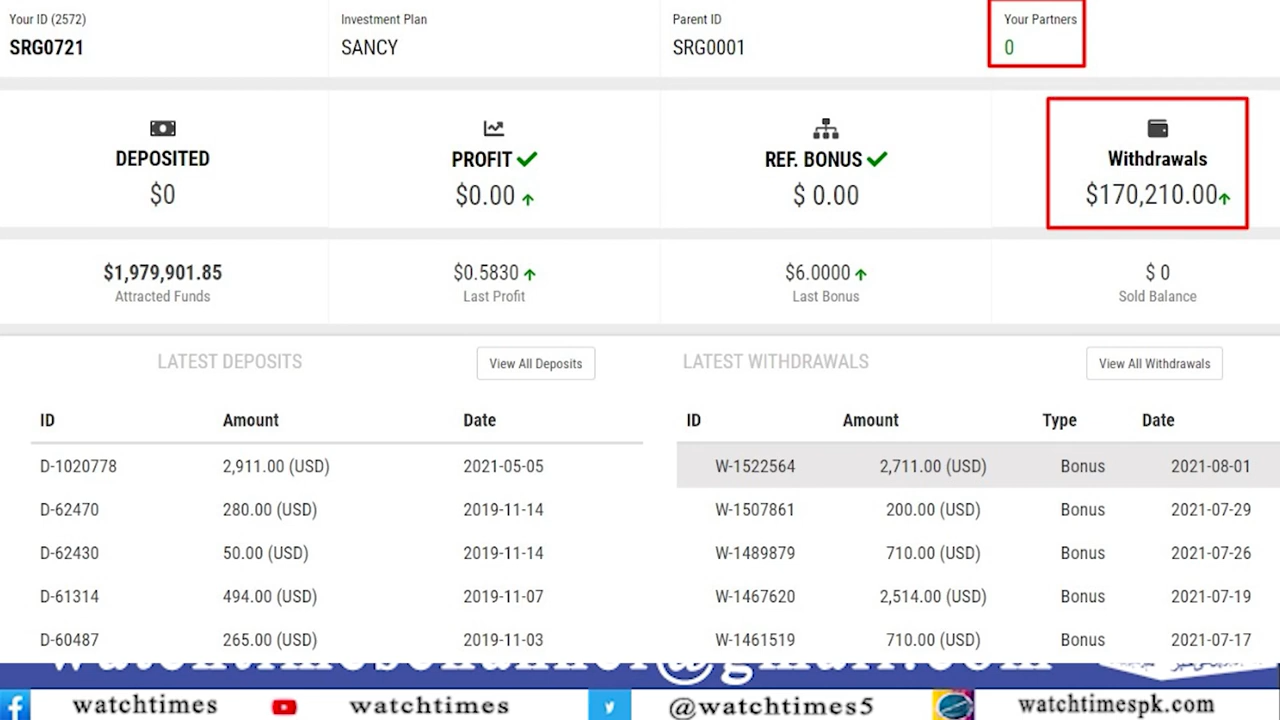 Your ID (2572) Investment Plan Parent ID Your Partners
SRG0721 SANCY SRG0001 0
DEPOSITED PROFIT REF. BONUS Withdrawals
$0 $0.00 $ 0.00 $170,210.00
$1,979,901.85 $0.5830 $6.0000 $ 0
Attracted Funds Last Profit Last Bonus Sold Balance
LATEST DEPOSITS View All Deposits LATEST WITHDRAWALS View All Withdrawals
ID Amount Date ID Amount Type Date
D-1020778 2,911.00 (USD) 2021-05-05 W-1522564 2,711.00 (USD) Bonus 2021-08-01
D-62470 280.00 (USD) 2019-11-14 W-1507861 200.00 (USD) Bonus 2021-07-29
D-62430 50.00 (USD) 2019-11-14 W-1489879 710.00 (USD) Bonus 2021-07-26
D-61314 494.00 (USD) 2019-11-07 W-1467620 2,514.00 (USD) Bonus 2021-07-19
D-60487 265.00 (USD) 2019-11-03 W-1461519 710.00 (USD) Bonus 2021-07-17
watchtimes watchtimes @watchtimes5 watchtimespk.com